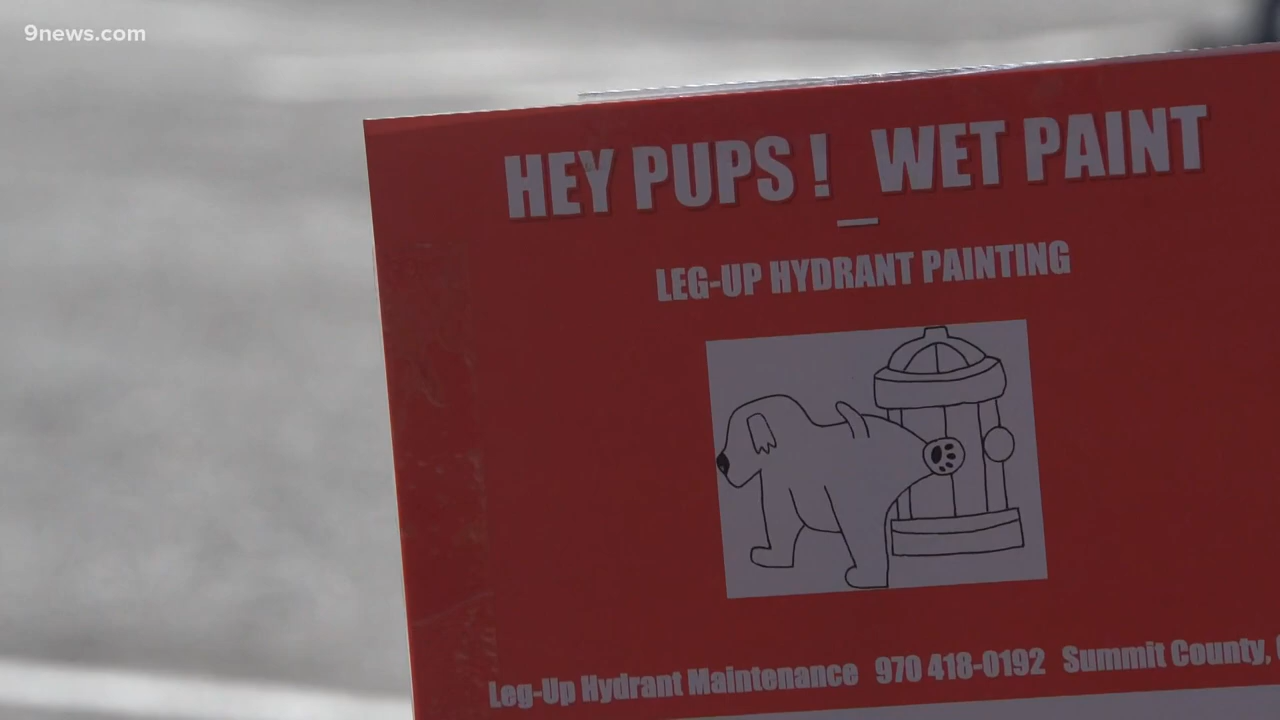 9news.com
HEY PUPS ! _ WET PAINT
LEG-UP HYDRANT PAINTING
Leg-Up Hydrant Maintenance 970 418-0192 Summit County,